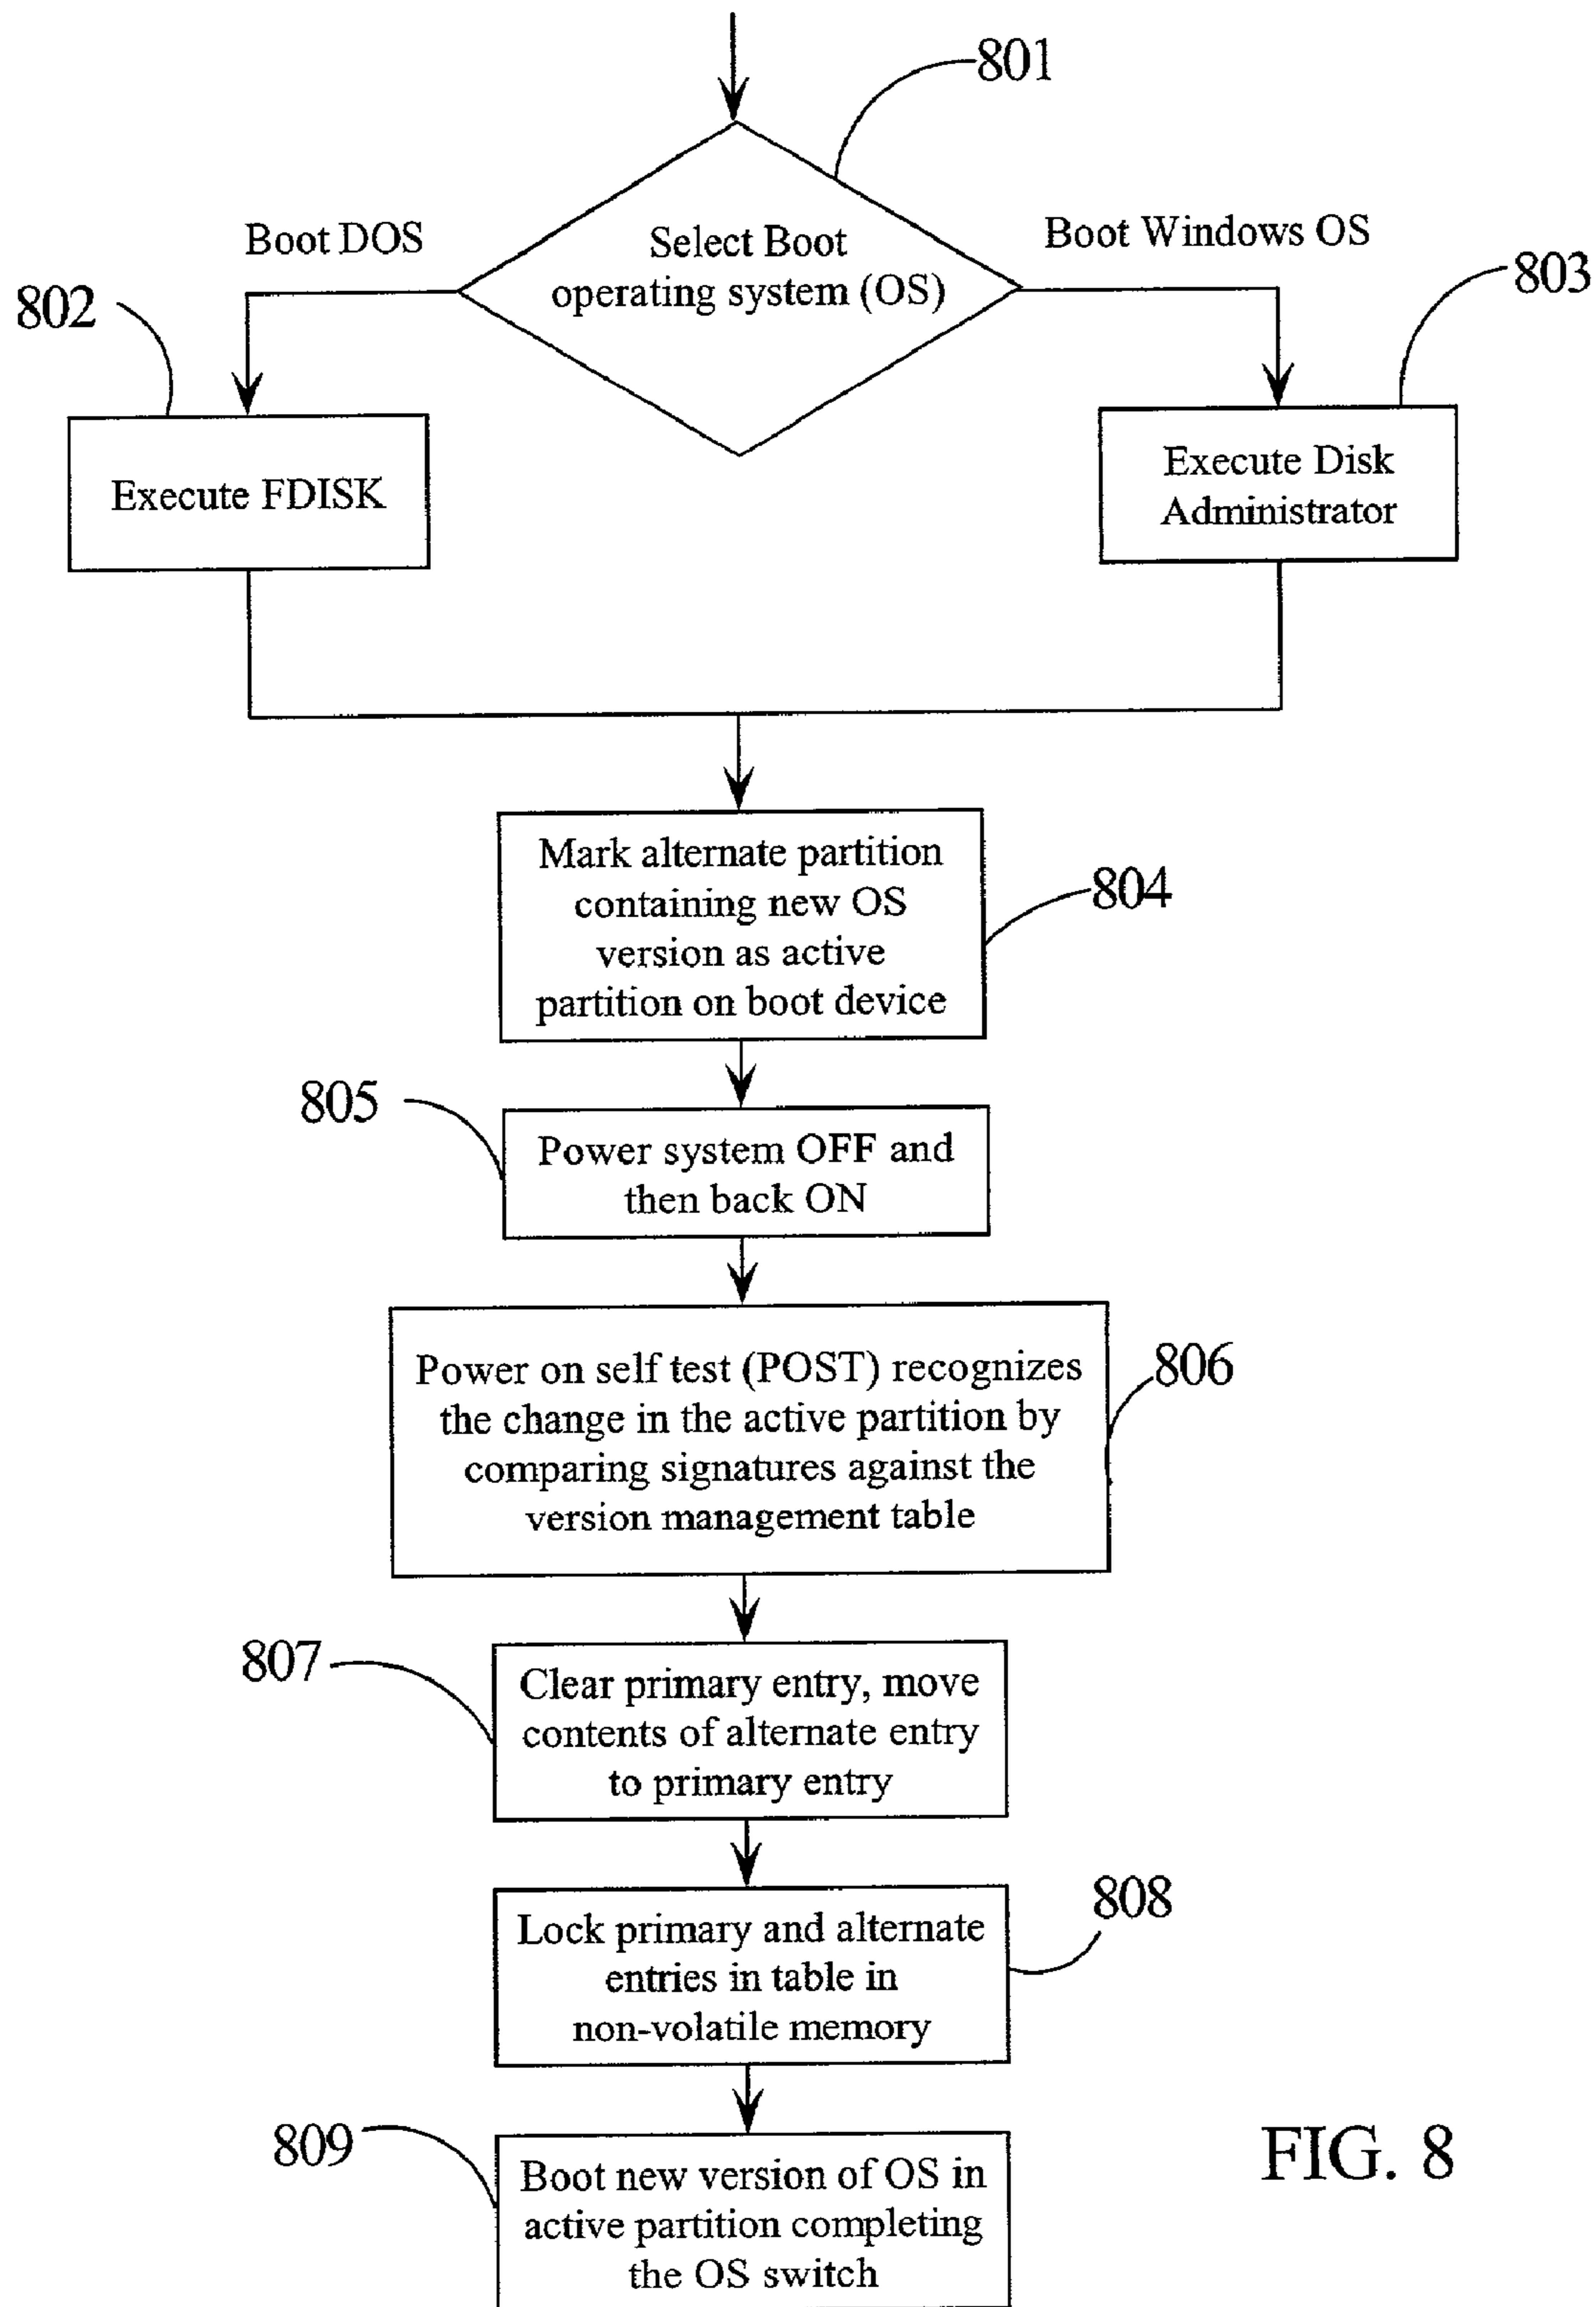 801
Boot DOS
Select Boot
operating system (OS)
Boot Windows OS
802
803
Execute FDISK
Execute Disk
Administrator
Mark alternate partition
containing new OS
version as active
partition on boot device
804
805
Power system OFF and
then back ON
Power on self test (POST) recognizes
the change in the active partition by
comparing signatures against the
version management table
806
807
Clear primary entry, move
contents of alternate entry
to primary entry
Lock primary and alternate
entries in table in
non-volatile memory
808
809
Boot new version of OS in
active partition completing
the OS switch
FIG. 8